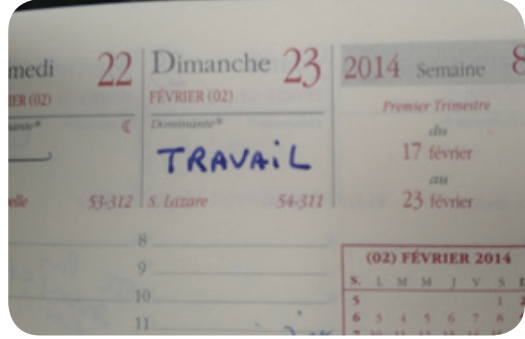 medi 22
Dimanche 23
2014 Semaine 8
IER (02)
FÉVRIER (02)
Premier Trimestre
Dominante*
du
17 février
TRAVAiL
au
53-312
S. Lazare 54-311
23 février
8
9
10
11
(02) FÉVRIER 2014
S. L M M J V S
5 1 2
6 3 4 5 6 7 8